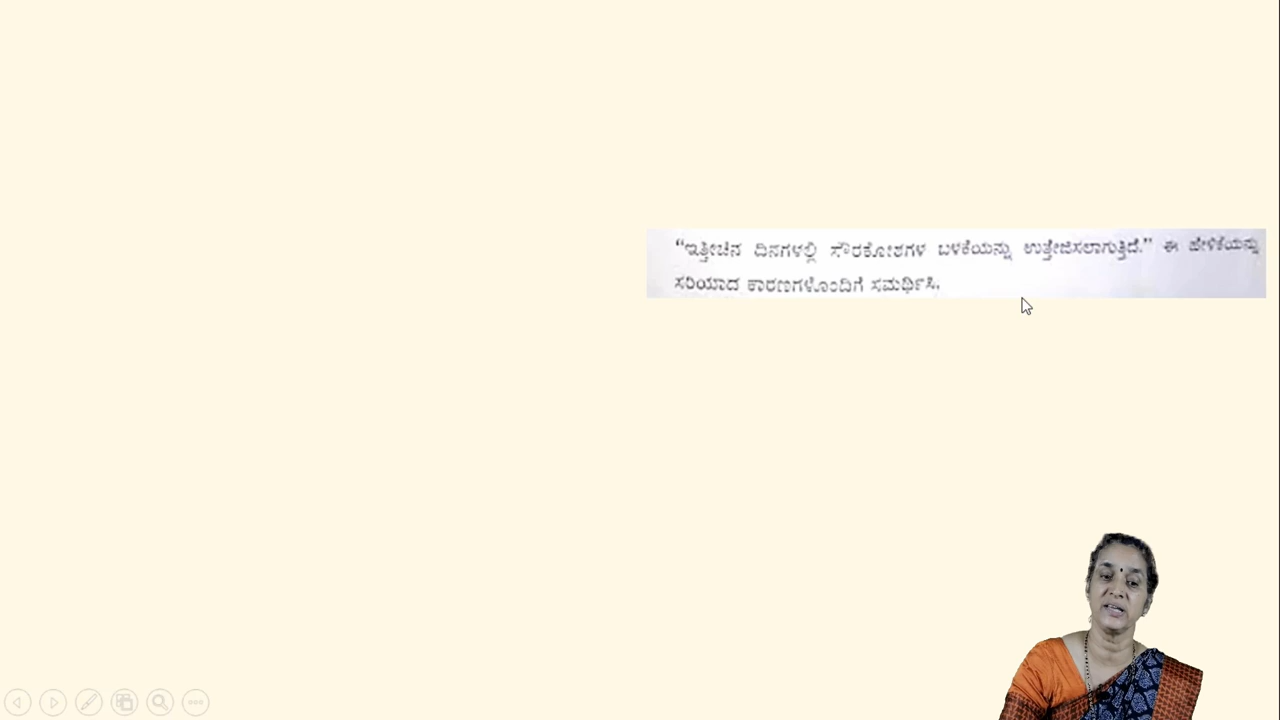 “ಇತ್ತೀಚಿನ ದಿನಗಳಲ್ಲಿ ಸೌರಕೋಶಗಳ ಬಳಕೆಯನ್ನು ಉತ್ತೇಜಿಸಲಾಗುತ್ತಿದೆ.” ಈ ಹೇಳಿಕೆಯನ್ನು
ಸರಿಯಾದ ಕಾರಣಗಳೊಂದಿಗೆ ಸಮರ್ಥಿಸಿ.